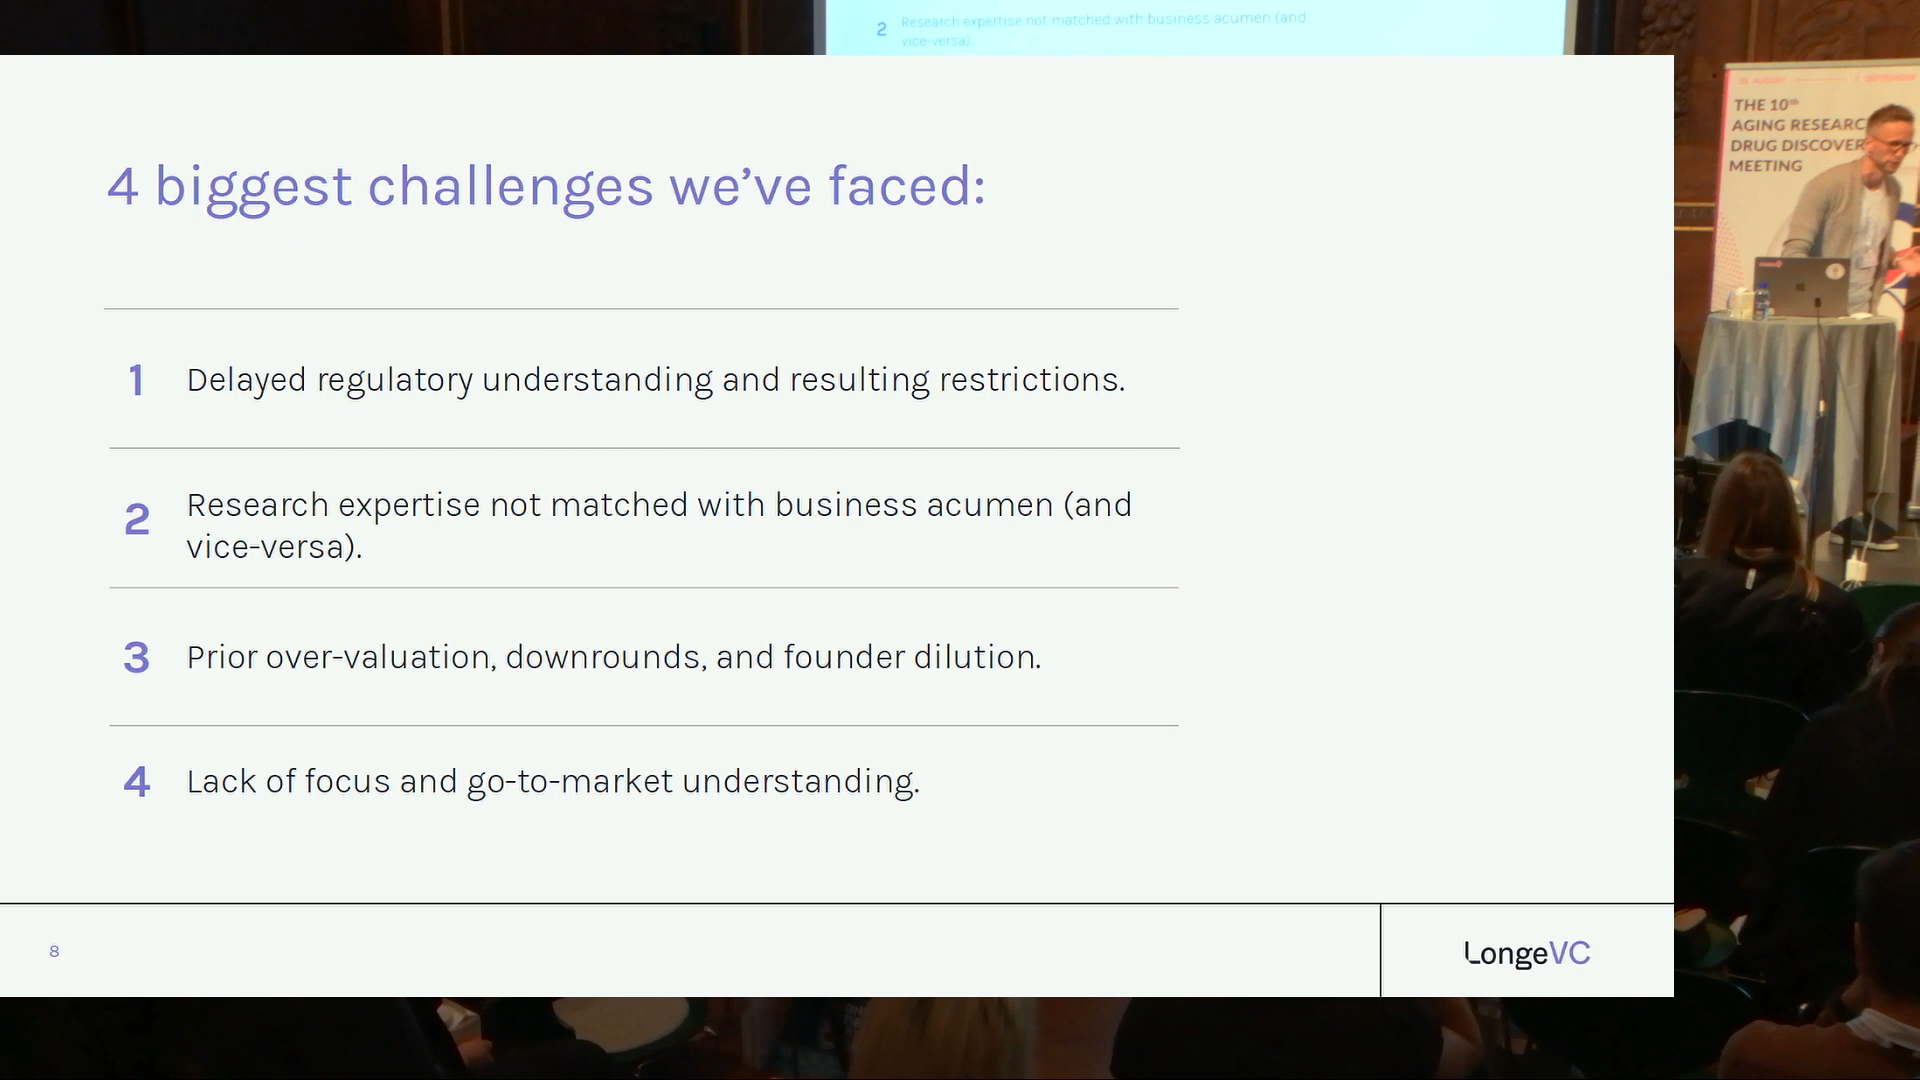 2 Research expertise not matched with business acumen (and
vice-versa).
4 biggest challenges we’ve faced:
1 Delayed regulatory understanding and resulting restrictions.
2 Research expertise not matched with business acumen (and
vice-versa).
3 Prior over-valuation, downrounds, and founder dilution.
4 Lack of focus and go-to-market understanding.
8
LongeVC
THE 10th
AGING RESEARC
DRUG DISCOVER
MEETING